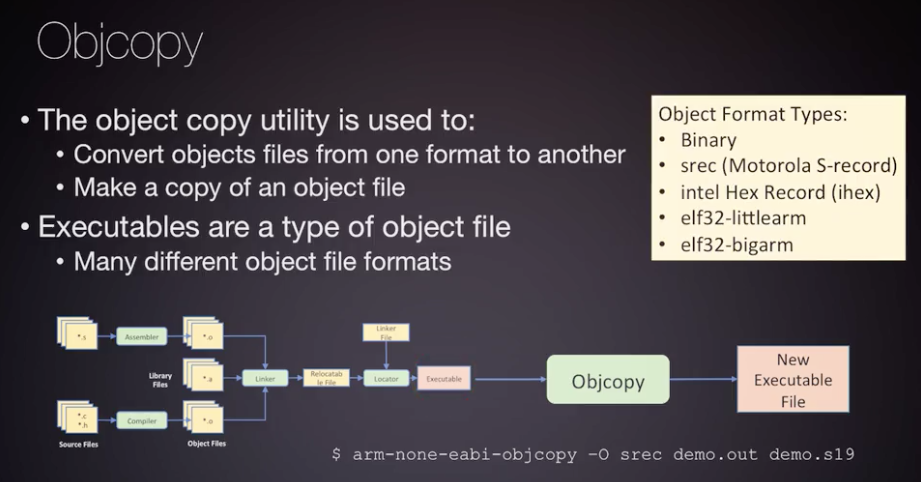 Objcopy
• The object copy utility is used to:
• Convert objects files from one format to another
• Make a copy of an object file
• Executables are a type of object file
• Many different object file formats
Object Format Types:
• Binary
• srec (Motorola S-record)
• intel Hex Record (ihex)
• elf32-littlearm
• elf32-bigarm
*.s
Assembler
*.o
Linker
File
Library
Files
*.a
Linker
Relocatab
le File
Locator
Executable
Objcopy
New
Executable
File
*.c
*.h
Compiler
*.o
Source Files
Object Files
$ arm-none-eabi-objcopy -O srec demo.out demo.s19